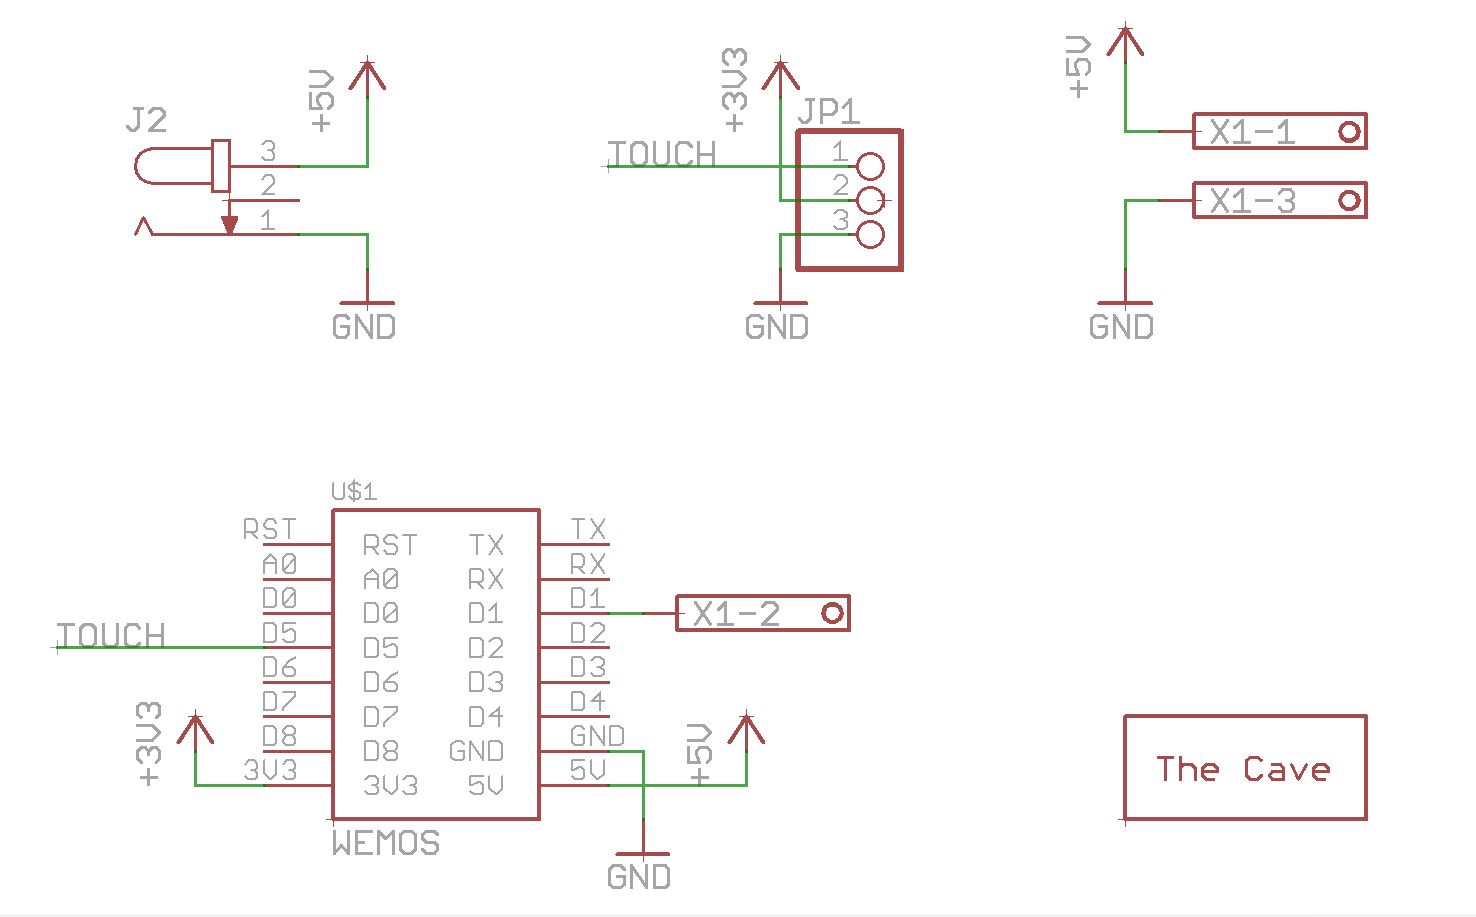 +5V
J2
3
2
1
GND
+3V3
JP1
TOUCH
1
2
3
GND
+5V
X1-1
X1-3
GND
U$1
RST RST TX TX
A0 A0 RX RX
D0 D0 D1 D1 X1-2
TOUCH D5 D5 D2 D2
D6 D6 D3 D3
D7 D7 D4 D4
D8 D8 GND GND
+3V3 3V3 3V3 5V 5V +5V
WEMOS
GND
The Cave